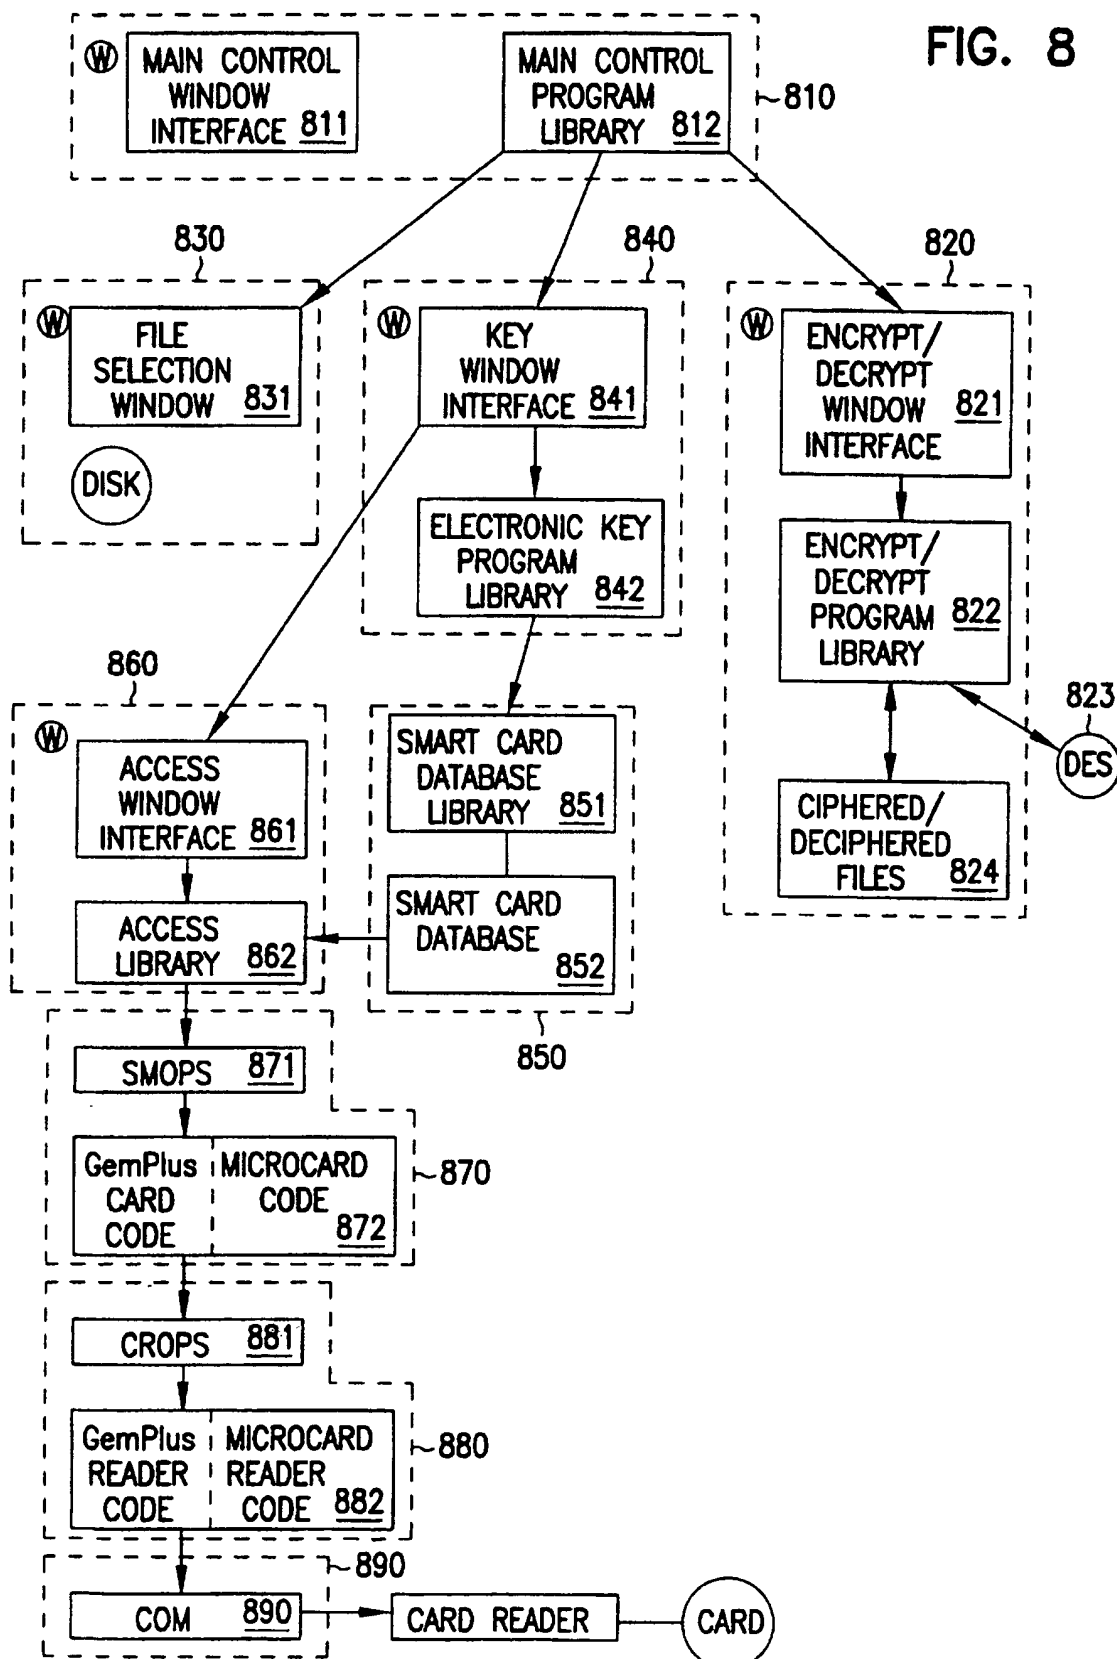 FIG. 8
W
MAIN CONTROL
WINDOW
INTERFACE 811
MAIN CONTROL
PROGRAM
LIBRARY 812
810
830
W
FILE
SELECTION
WINDOW 831
DISK
840
W
KEY
WINDOW
INTERFACE 841
ELECTRONIC KEY
PROGRAM
LIBRARY 842
820
W
ENCRYPT/
DECRYPT
WINDOW 821
INTERFACE
ENCRYPT/
DECRYPT
PROGRAM 822
LIBRARY
823
DES
CIPHERED/
DECIPHERED
FILES 824
860
W
ACCESS
WINDOW
INTERFACE 861
ACCESS
LIBRARY 862
SMART CARD
DATABASE
LIBRARY 851
SMART CARD
DATABASE
852
850
SMOPS 871
GemPlus
CARD
CODE
MICROCARD
CODE
872
870
CROPS 881
GemPlus
READER
CODE
MICROCARD
READER
CODE 882
880
890
COM 890
CARD READER
CARD